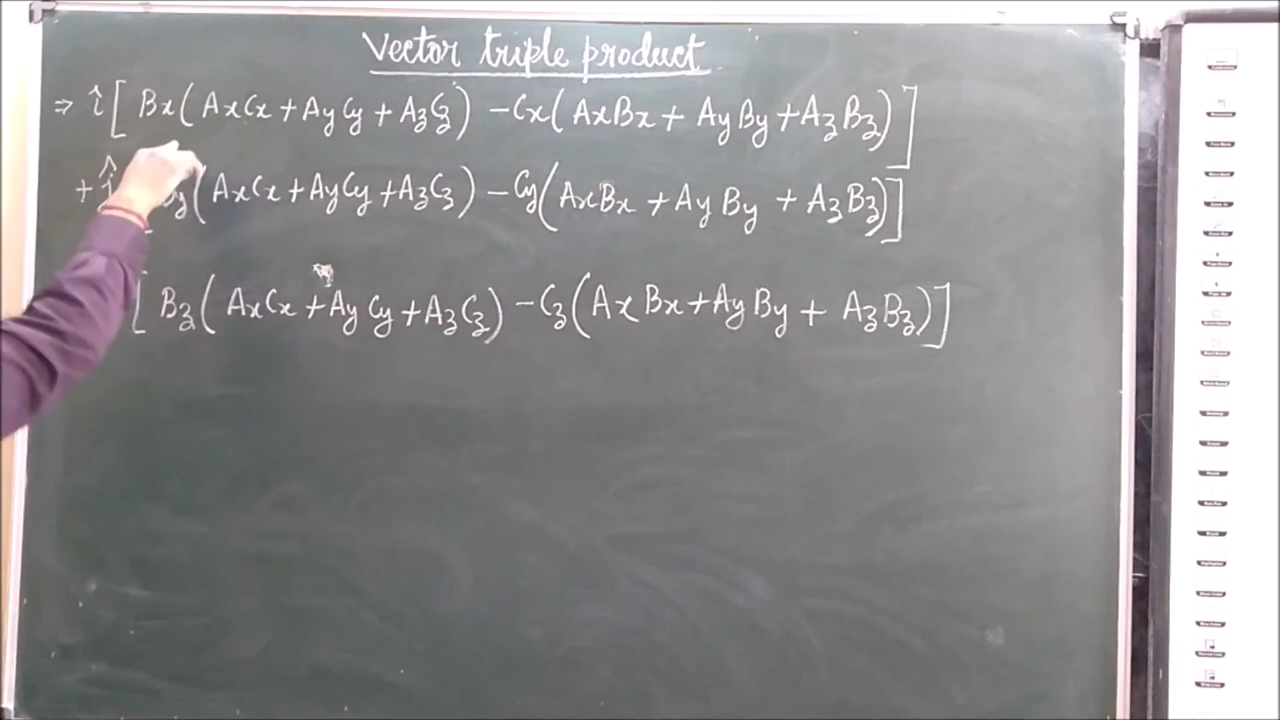 Vector triple product
⇒ î [ Bx ( AxCx + AyCy + AzCz ) - Cx ( AxBx + AyBy + AzBz ) ]
+ ĵ ( AxCx + AyCy + AzCz ) - Cy ( AxBx + AyBy + AzBz ) ]
[ Bz ( AxCx + AyCy + AzCz ) - Cz ( AxBx + AyBy + AzBz ) ]